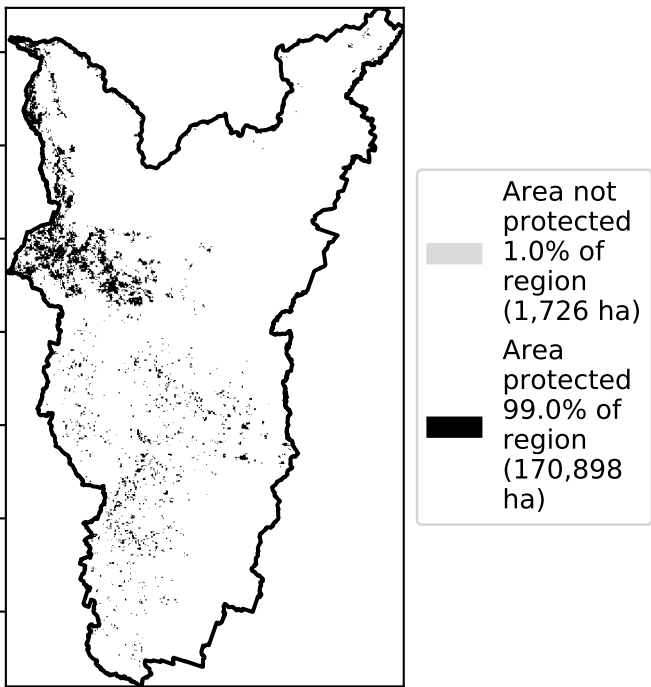 Area not
protected
1.0% of
region
(1,726 ha)
Area
protected
99.0% of
region
(170,898
ha)